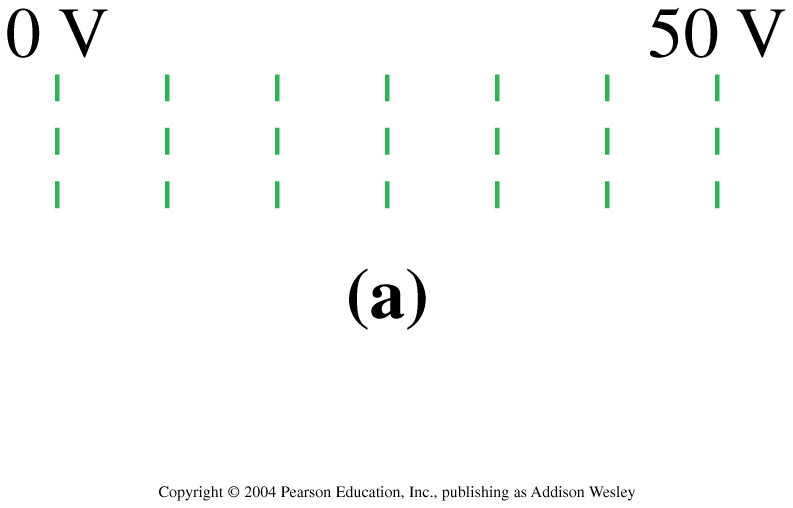 0 V 50 V
(a)
Copyright © 2004 Pearson Education, Inc., publishing as Addison Wesley